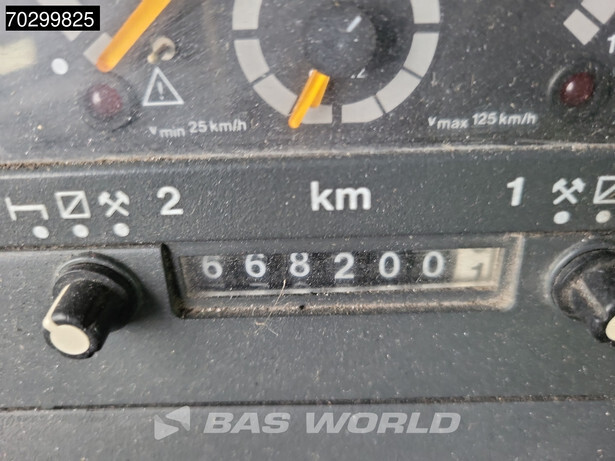 70299825
v min 25 km/h
v max 125 km/h
2 km 1
6682001
BAS WORLD